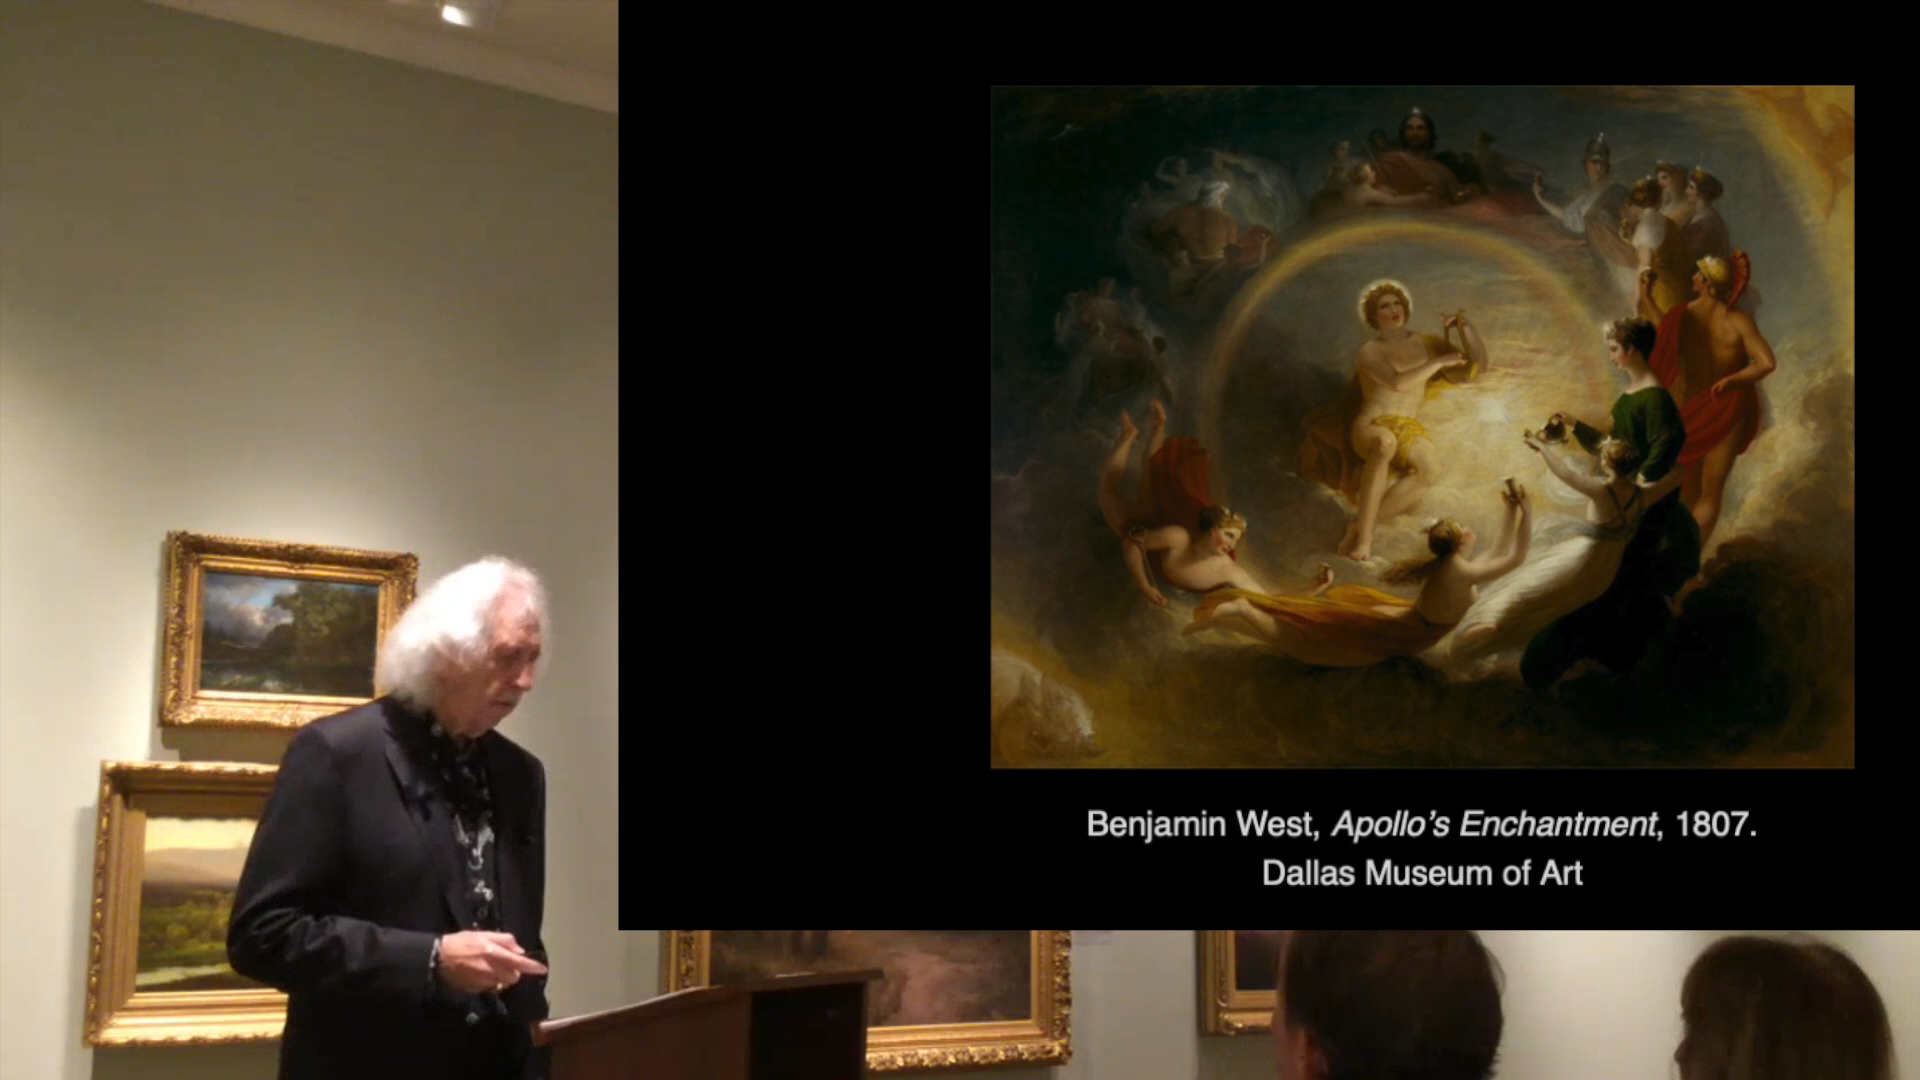 Benjamin West, Apollo’s Enchantment, 1807.
Dallas Museum of Art